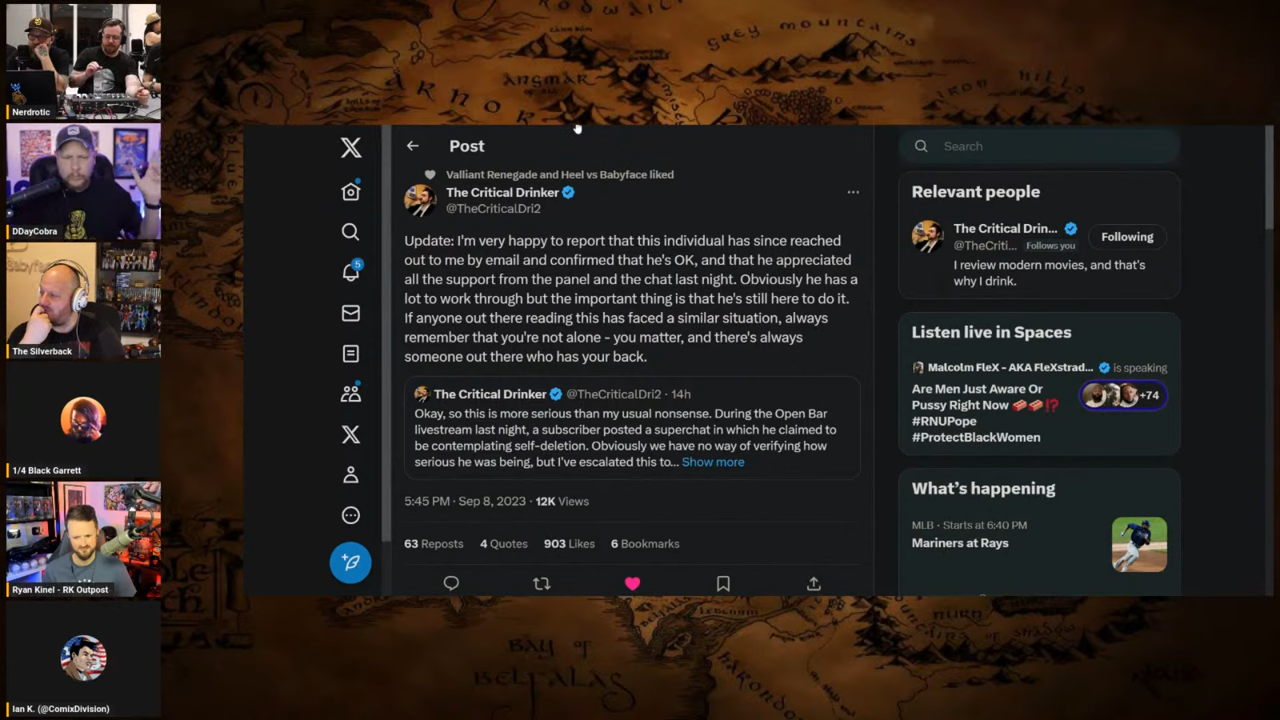 GREY MOUNTAINS
IRON HILLS
ANGMAR
ARNOR
Nerdrotic
DDayCobra
The Silverback
1/4 Black Garrett
Ryan Kinel - RK Outpost
Ian K. (@ComixDivision)
5
Post
Valliant Renegade and Heel vs Babyface liked
The Critical Drinker
@TheCriticalDri2
Update: I'm very happy to report that this individual has since reached
out to me by email and confirmed that he's OK, and that he appreciated
all the support from the panel and the chat last night. Obviously he has a
lot to work through but the important thing is that he's still here to do it.
If anyone out there reading this has faced a similar situation, always
remember that you're not alone - you matter, and there's always
someone out there who has your back.
The Critical Drinker @TheCriticalDri2 · 14h
Okay, so this is more serious than my usual nonsense. During the Open Bar
livestream last night, a subscriber posted a superchat in which he claimed to
be contemplating self-deletion. Obviously we have no way of verifying how
serious he was being, but I've escalated this to... Show more
5:45 PM · Sep 8, 2023 · 12K Views
63 Reposts 4 Quotes 903 Likes 6 Bookmarks
Search
Relevant people
The Critical Drin...
@TheCriti... Follows you
Following
I review modern movies, and that's
why I drink.
Listen live in Spaces
Malcolm FleX - AKA FleXstrad... is speaking
Are Men Just Aware Or
Pussy Right Now 🍫🍫⁉️
#RNUPope
#ProtectBlackWomen
+74
What's happening
MLB · Starts at 6:40 PM
Mariners at Rays
BAY OF
BELFALAS